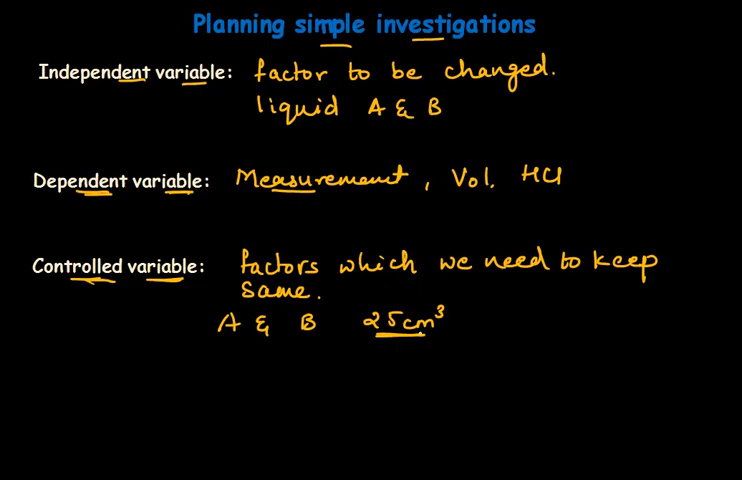 Planning simple investigations
Independent variable: factor to be changed.
liquid A & B
Dependent variable: Measurement, Vol. HCl
Controlled variable: factors which we need to keep
same.
A & B 25cm³